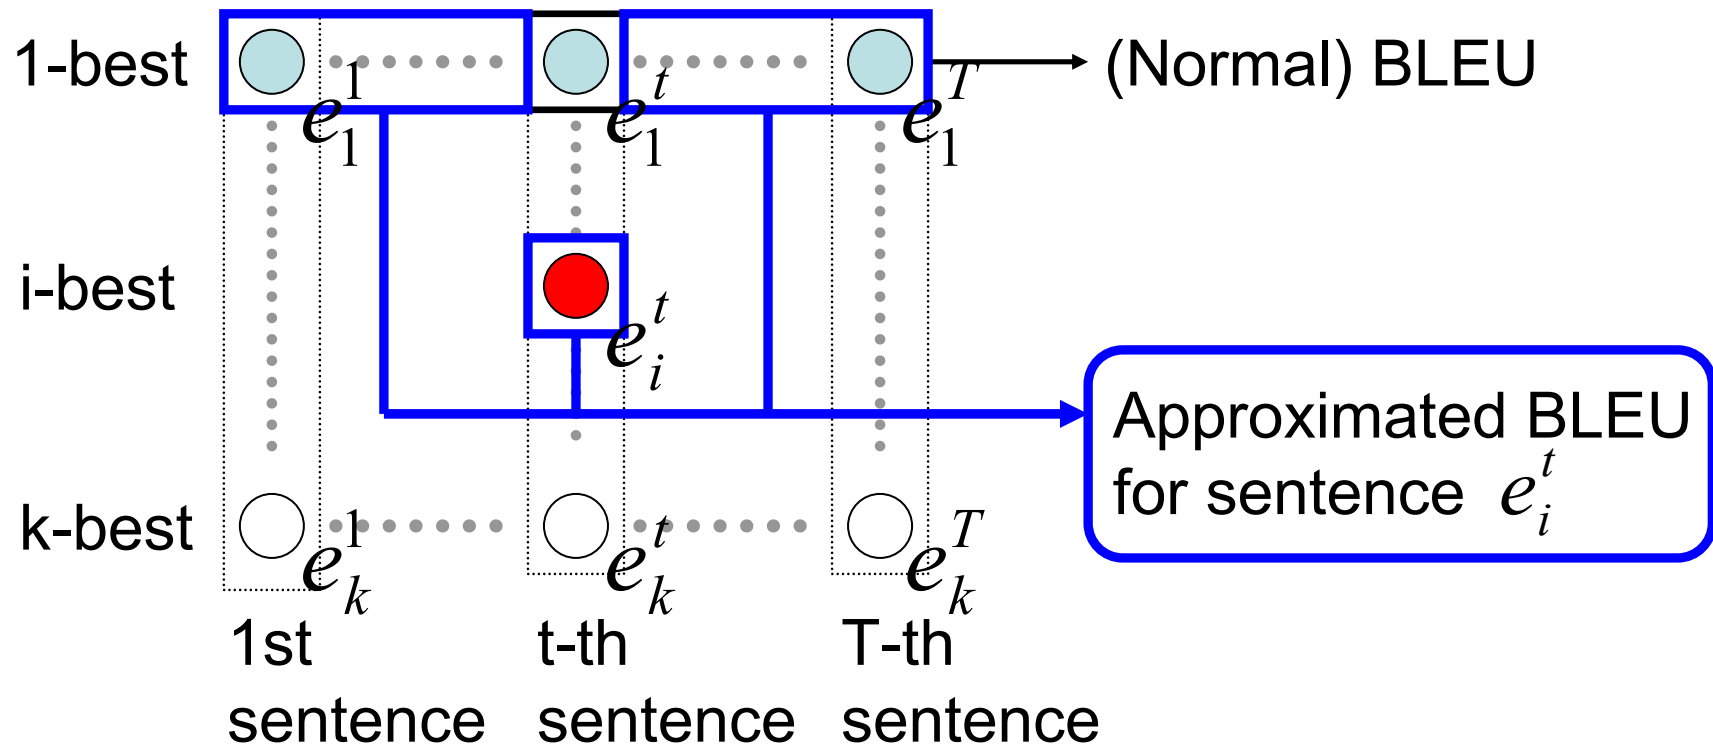 1-best
(Normal) BLEU
e_1^1
e_1^t
e_1^T
i-best
e_i^t
Approximated BLEU
for sentence e_i^t
k-best
e_k^1
e_k^t
e_k^T
1st
sentence
t-th
sentence
T-th
sentence